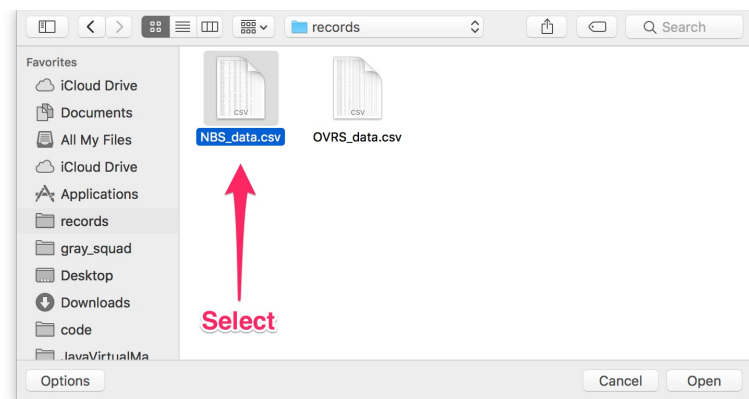 records
Search
Favorites
iCloud Drive
Documents
All My Files
iCloud Drive
Applications
records
gray_squad
Desktop
Downloads
code
JavaVirtualMa
CSV
CSV
NBS_data.csv
OVRS_data.csv
Select
Options
Cancel
Open